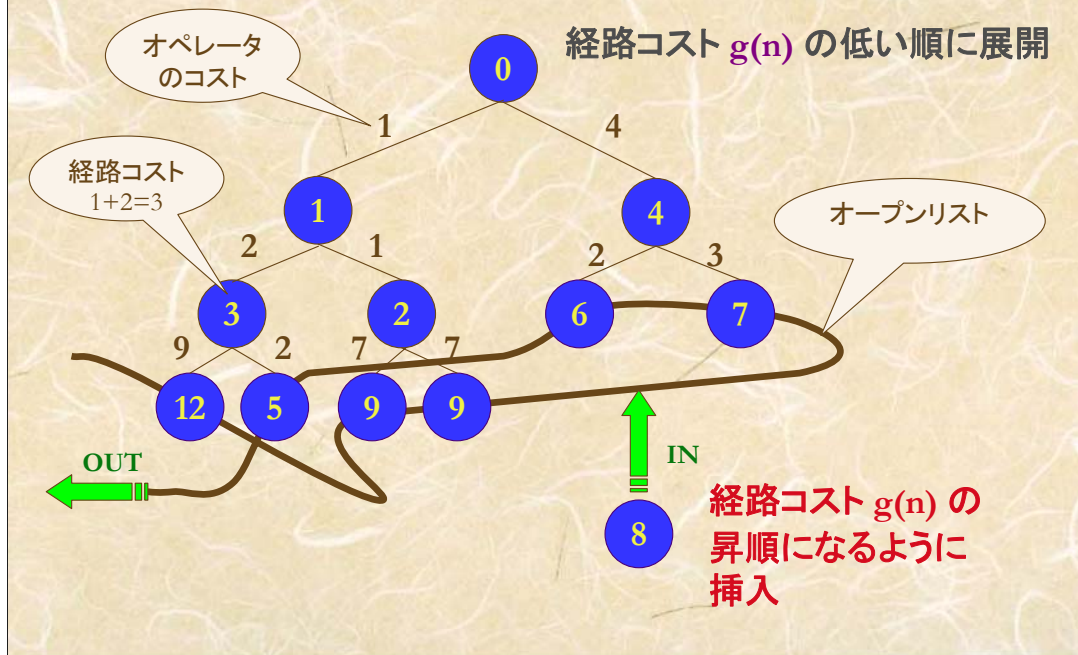 オペレータ
のコスト
経路コスト g(n) の低い順に展開
0
1
4
経路コスト
1+2=3
1
4
オープンリスト
2
1
2
3
3
2
6
7
9
2
7
7
12
5
9
9
OUT
IN
8
経路コスト g(n) の
昇順になるように
挿入